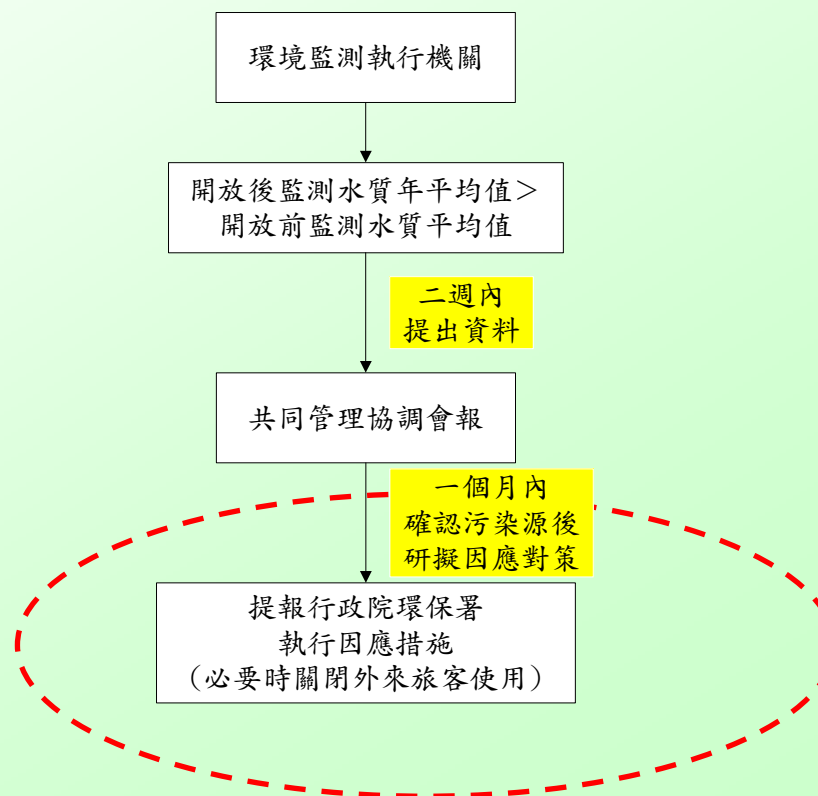 環境監測執行機關
開放後監測水質年平均值＞
開放前監測水質平均值
二週內
提出資料
共同管理協調會報
一個月內
確認污染源後
研擬因應對策
提報行政院環保署
執行因應措施
（必要時關閉外來旅客使用）